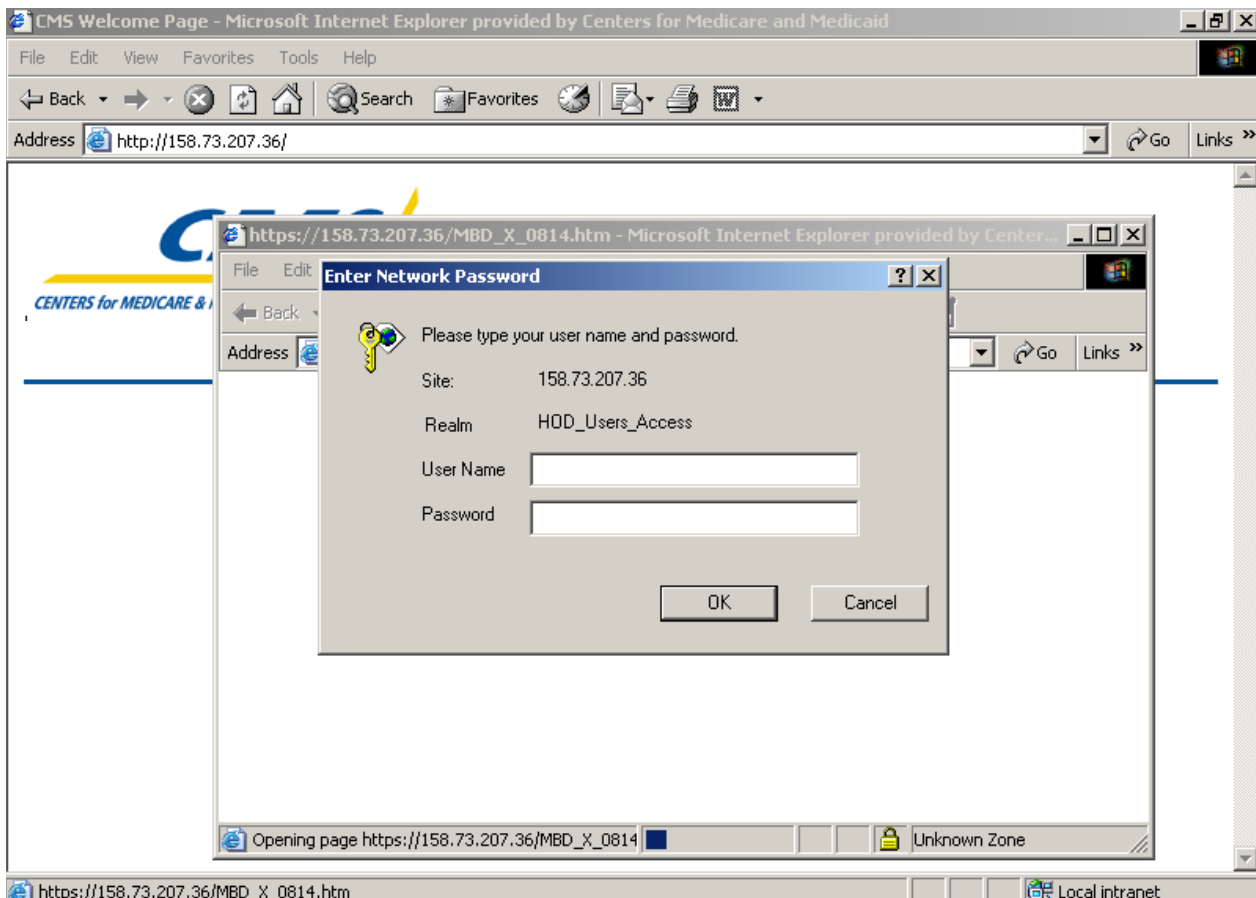 CMS Welcome Page - Microsoft Internet Explorer provided by Centers for Medicare and Medicaid
File Edit View Favorites Tools Help
Back Search Favorites
Address http://158.73.207.36/ Go Links »
CENTERS for MEDICARE &
https://158.73.207.36/MBD_X_0814.htm - Microsoft Internet Explorer provided by Center...
File Edit
Back
Address Go Links »
Enter Network Password
Please type your user name and password.
Site: 158.73.207.36
Realm HOD_Users_Access
User Name
Password
OK Cancel
Opening page https://158.73.207.36/MBD_X_0814 Unknown Zone
https://158.73.207.36/MBD_X_0814.htm Local intranet